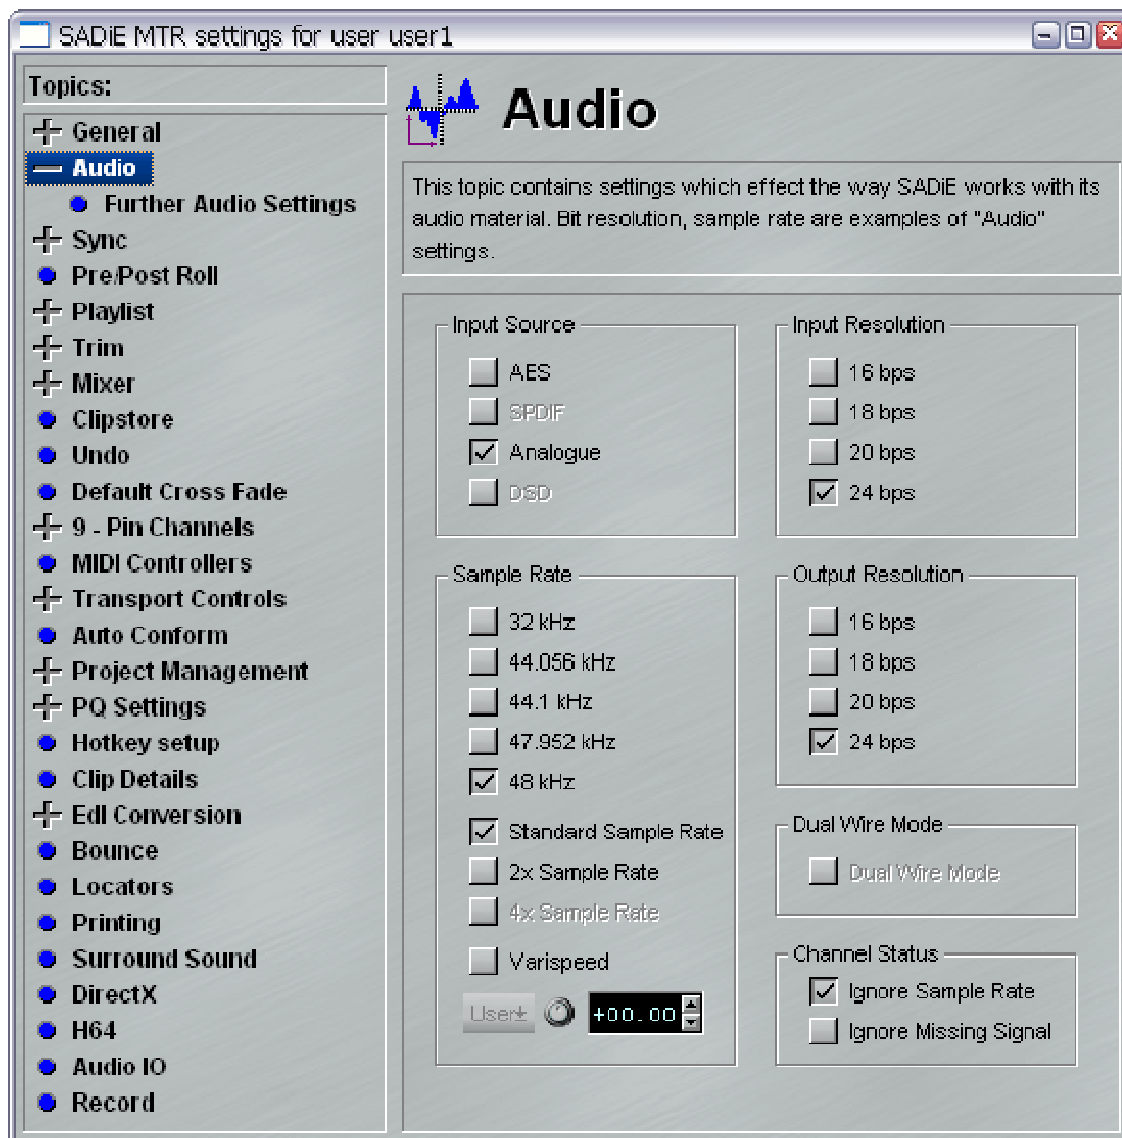 SADiE MTR settings for user user1
Topics:
General
Audio
Further Audio Settings
Sync
Pre/Post Roll
Playlist
Trim
Mixer
Clipstore
Undo
Default Cross Fade
9 - Pin Channels
MIDI Controllers
Transport Controls
Auto Conform
Project Management
PQ Settings
Hotkey setup
Clip Details
Edl Conversion
Bounce
Locators
Printing
Surround Sound
DirectX
H64
Audio IO
Record
Audio
This topic contains settings which effect the way SADiE works with its
audio material. Bit resolution, sample rate are examples of "Audio"
settings.
Input Source
AES
SPDIF
Analogue
DSD
Input Resolution
16 bps
18 bps
20 bps
24 bps
Sample Rate
32 kHz
44.056 kHz
44.1 kHz
47.952 kHz
48 kHz
Standard Sample Rate
2x Sample Rate
4x Sample Rate
Varispeed
User±
+00.00
Output Resolution
16 bps
18 bps
20 bps
24 bps
Dual Wire Mode
Dual Wire Mode
Channel Status
Ignore Sample Rate
Ignore Missing Signal